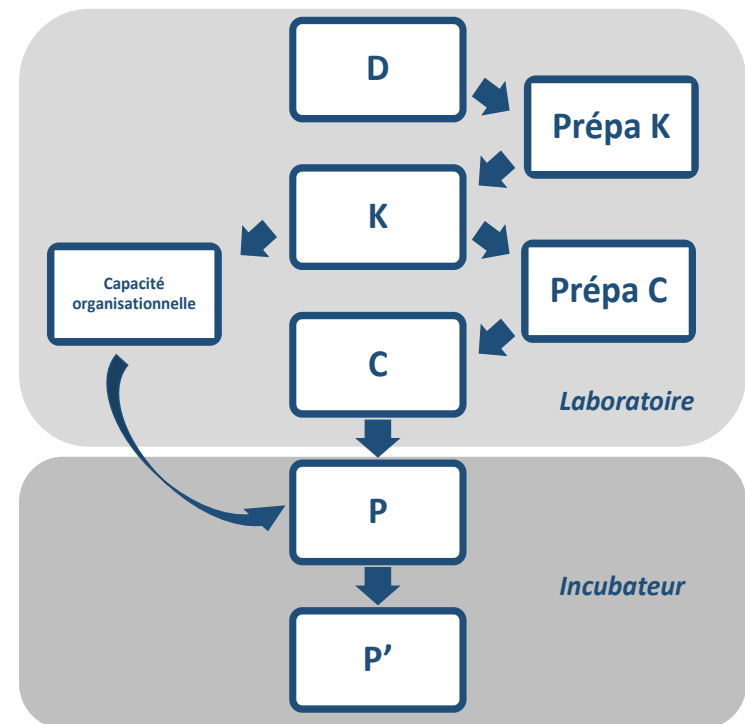 D
Prépa K
K
Capacité
organisationnelle
Prépa C
C
Laboratoire
P
Incubateur
P’